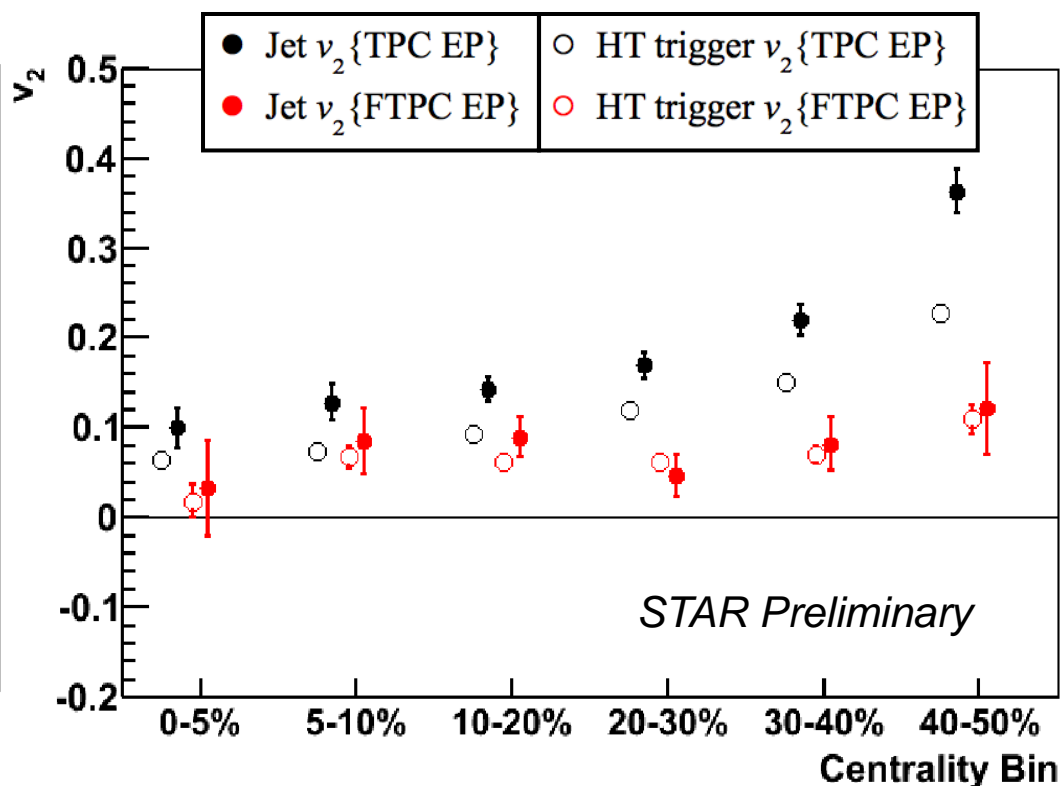 Jet v2{TPC EP} HT trigger v2{TPC EP}
Jet v2{FTPC EP} HT trigger v2{FTPC EP}
v2
0.5
0.4
0.3
0.2
0.1
0
-0.1
-0.2
STAR Preliminary
0-5% 5-10% 10-20% 20-30% 30-40% 40-50%
Centrality Bin